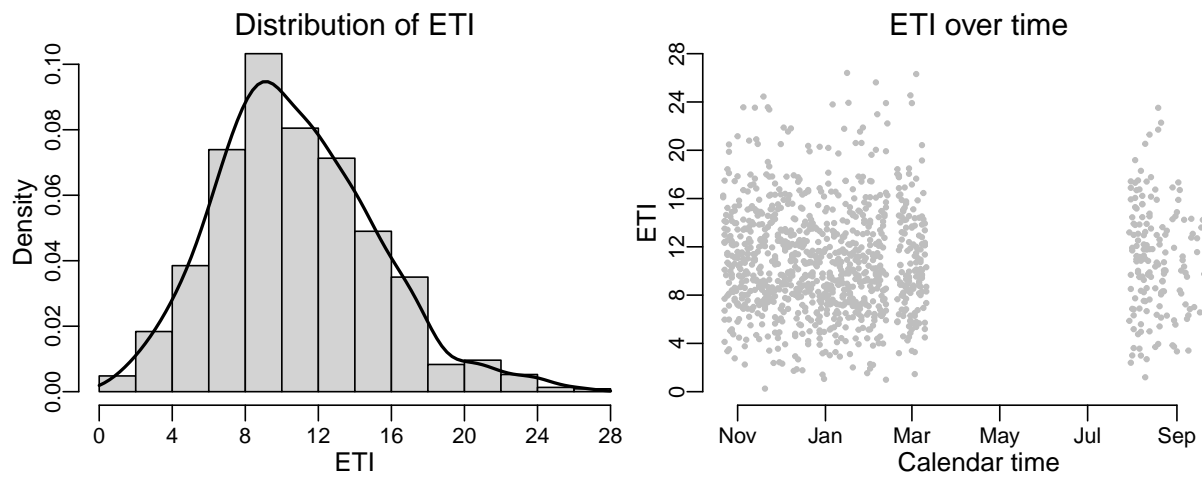 Distribution of ETI
Density
0.00 0.02 0.04 0.06 0.08 0.10
0 4 8 12 16 20 24 28
ETI
ETI over time
ETI
0 4 8 12 16 20 24 28
Nov Jan Mar May Jul Sep
Calendar time